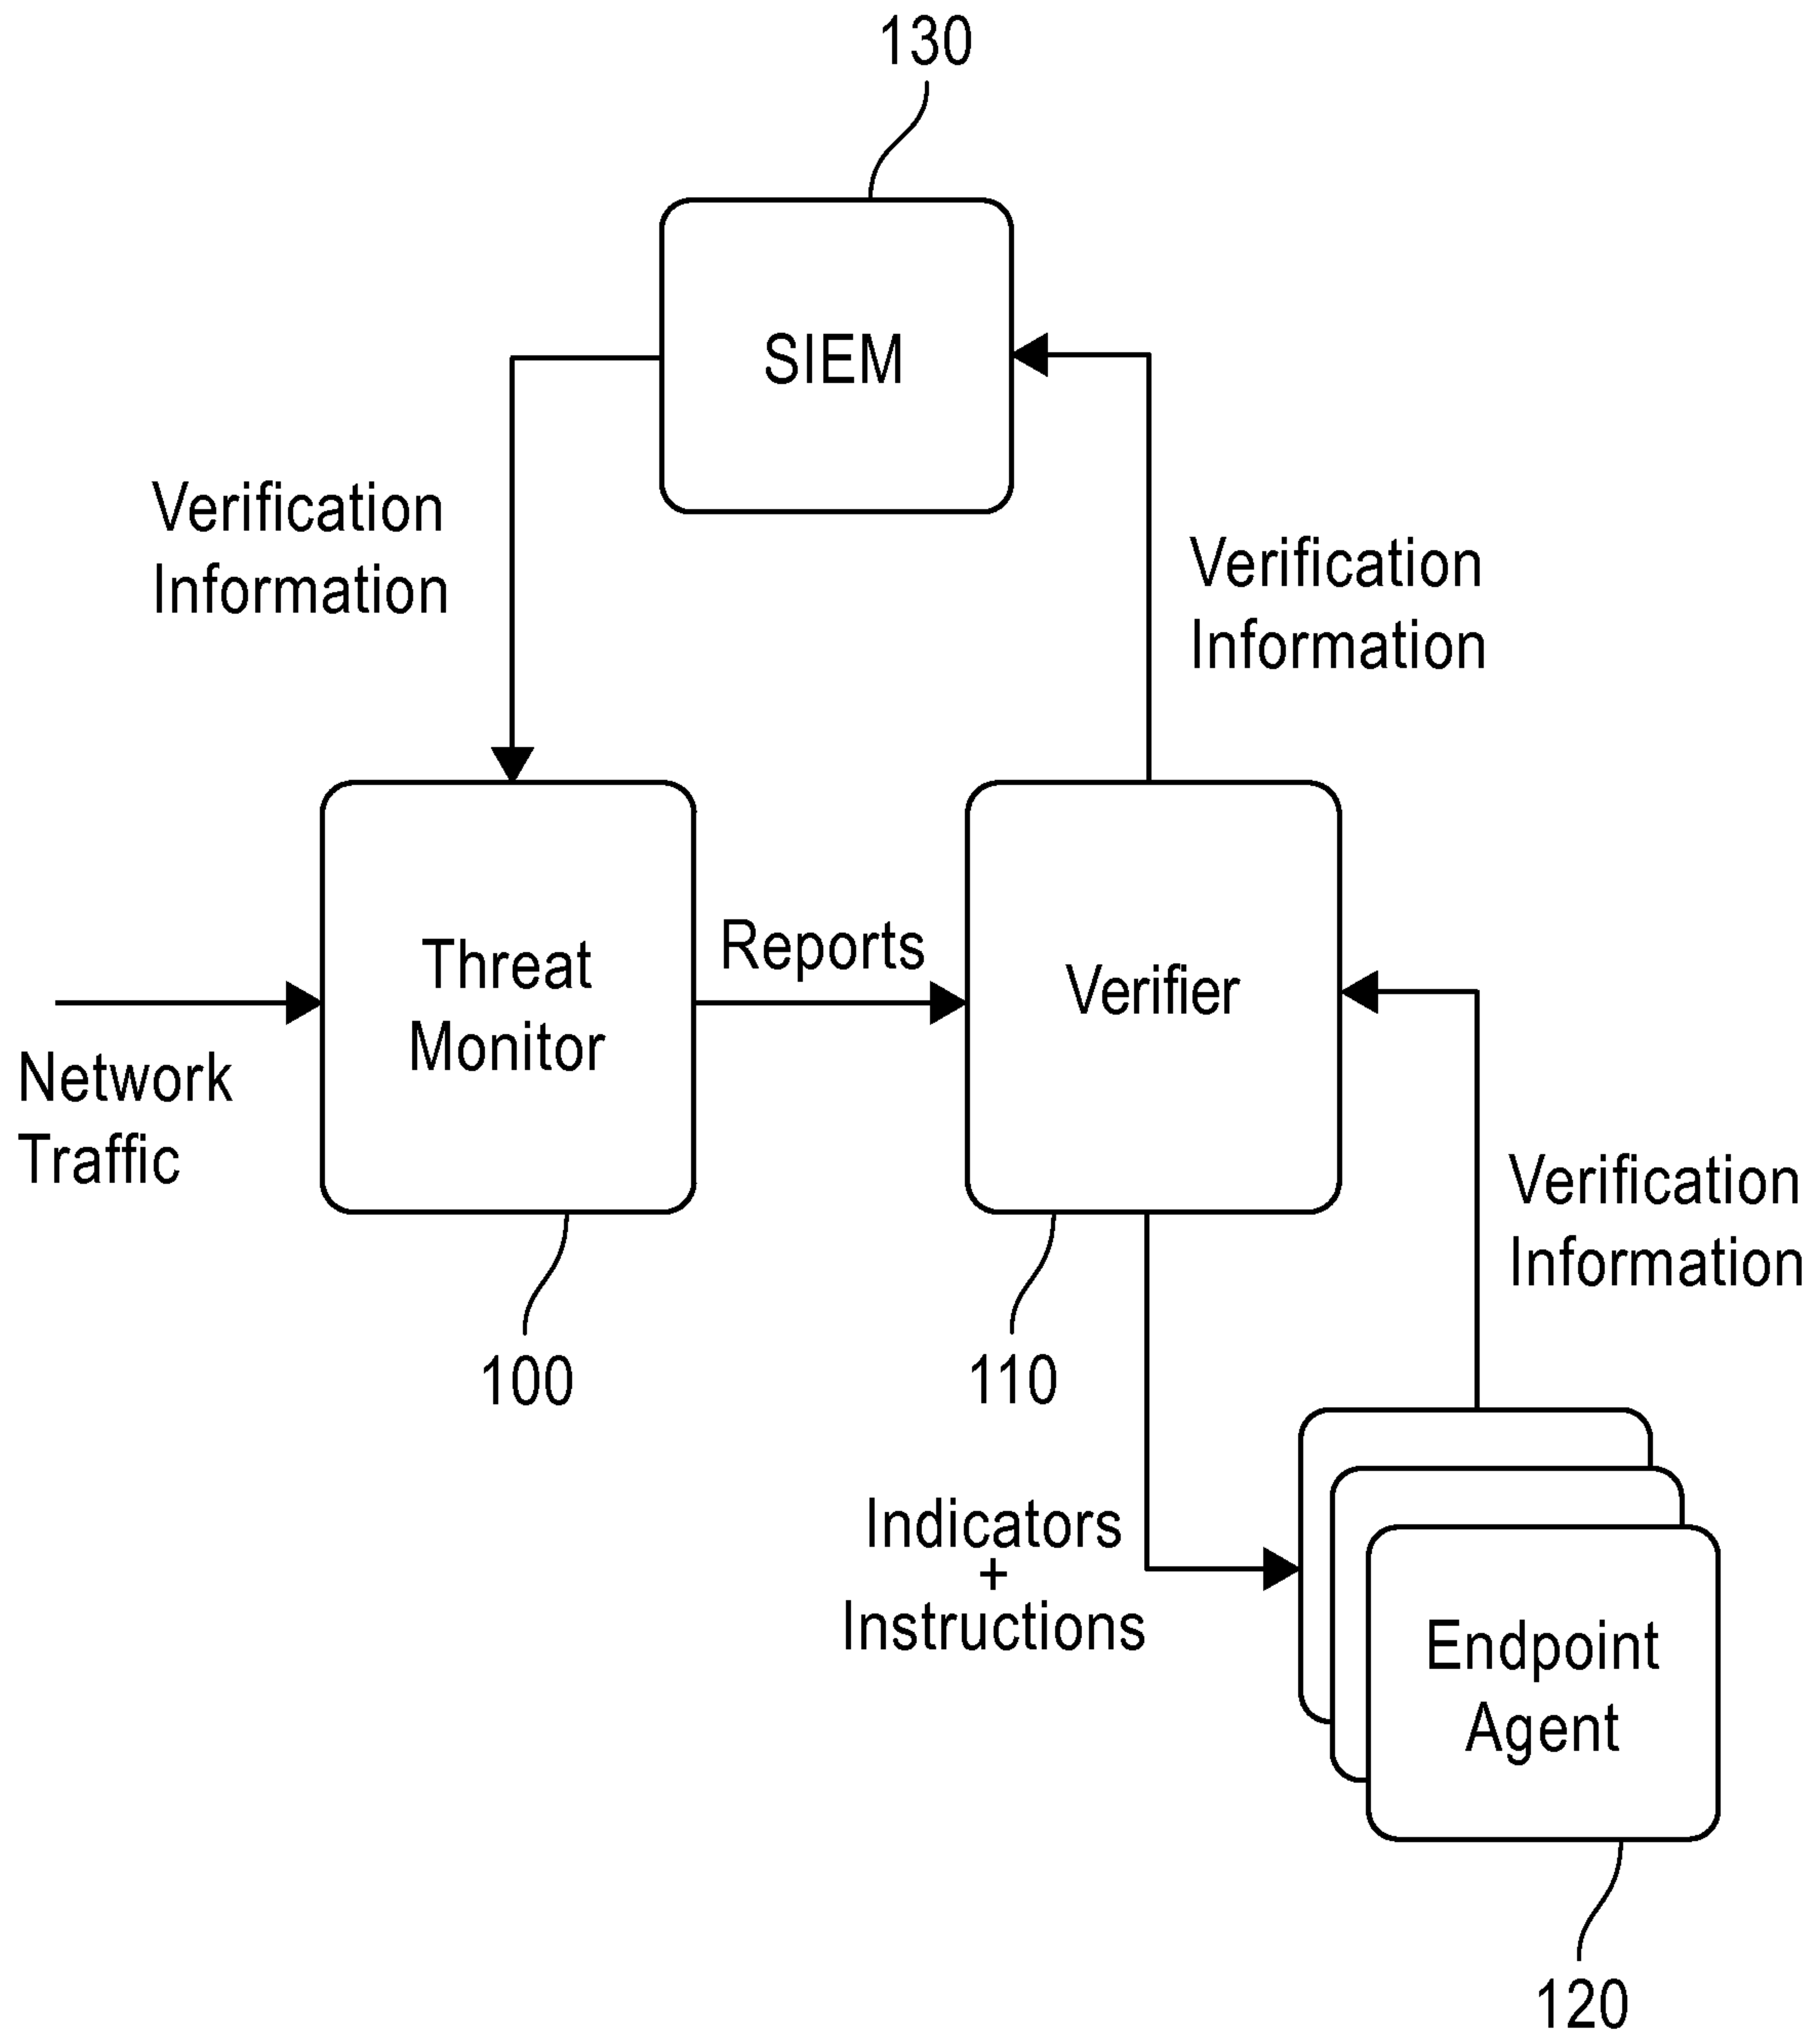 130
SIEM
Verification
Information
Verification
Information
Threat
Monitor
Reports
Verifier
Network
Traffic
Verification
Information
100
110
Indicators
+
Instructions
Endpoint
Agent
120